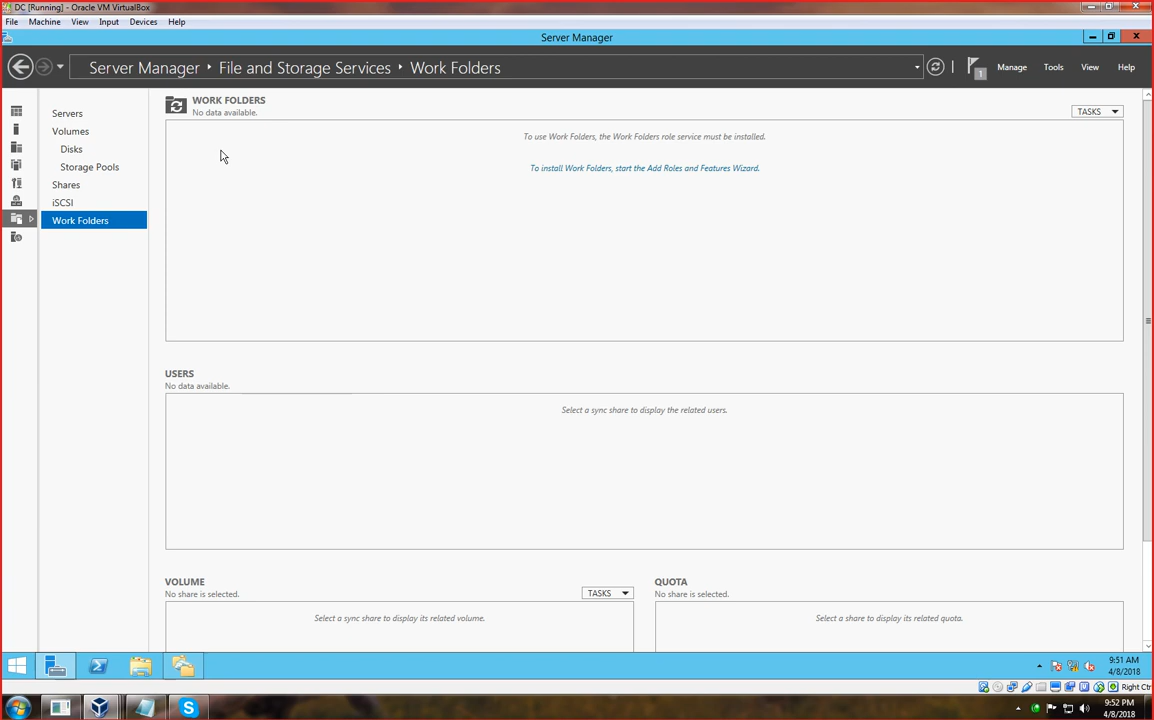 DC [Running] - Oracle VM VirtualBox
File Machine View Input Devices Help
Server Manager
Server Manager ‣ File and Storage Services ‣ Work Folders
1
Manage Tools View Help
Servers
Volumes
Disks
Storage Pools
Shares
iSCSI
Work Folders
WORK FOLDERS
No data available.
TASKS
To use Work Folders, the Work Folders role service must be installed.
To install Work Folders, start the Add Roles and Features Wizard.
USERS
No data available.
Select a sync share to display the related users.
VOLUME
No share is selected.
TASKS
Select a sync share to display its related volume.
QUOTA
No share is selected.
Select a share to display its related quota.
9:51 AM
4/8/2018
Right Ctr
9:52 PM
4/8/2018